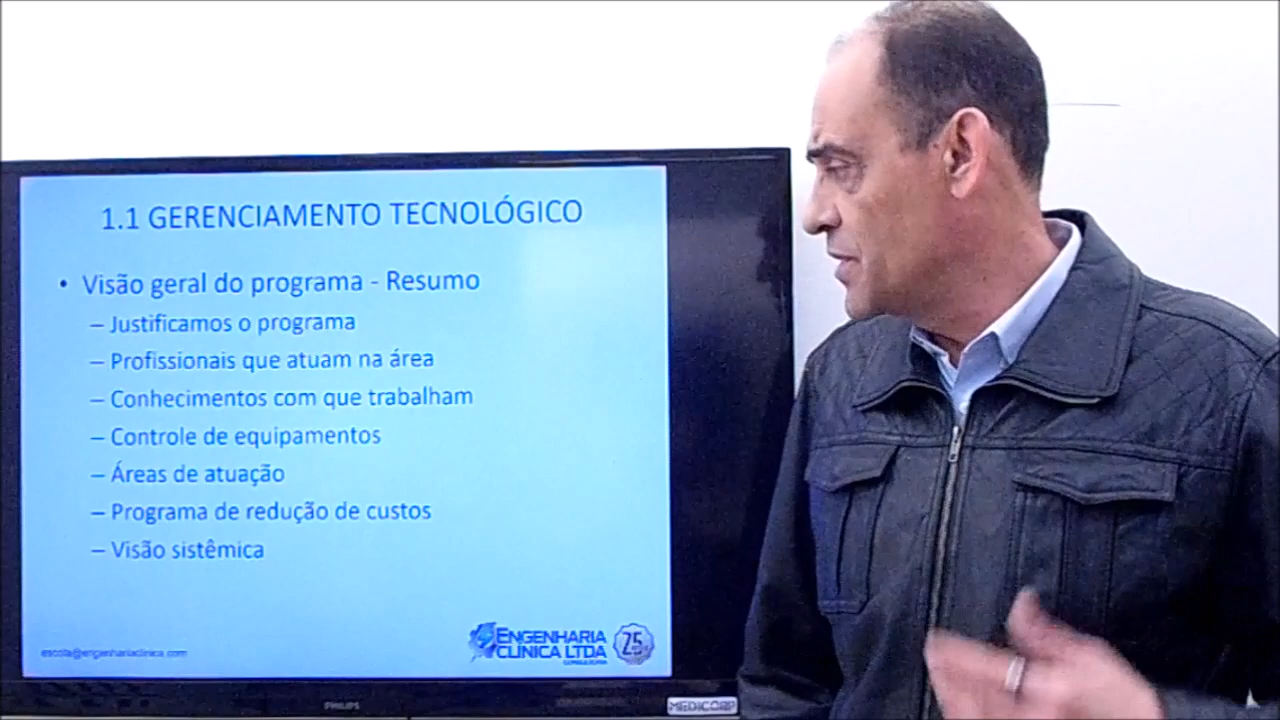 1.1 GERENCIAMENTO TECNOLÓGICO
• Visão geral do programa - Resumo
– Justificamos o programa
– Profissionais que atuam na área
– Conhecimentos com que trabalham
– Controle de equipamentos
– Áreas de atuação
– Programa de redução de custos
– Visão sistêmica
escola@engenhariaclinica.com
ENGENHARIA
CLÍNICA LTDA
CONSULTORIA
25
PHILIPS
MEDICORP